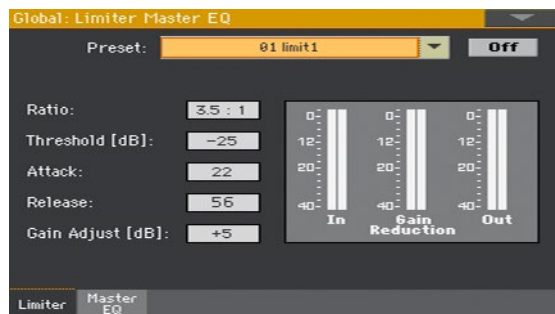 Global: Limiter Master EQ
Preset: 01 limit1 Off
Ratio: 3.5 : 1
Threshold [dB]: -25
Attack: 22
Release: 56
Gain Adjust [dB]: +5
0 0 0
12 12 12
20 20 20
40 40 40
In Gain Reduction Out
Limiter Master EQ